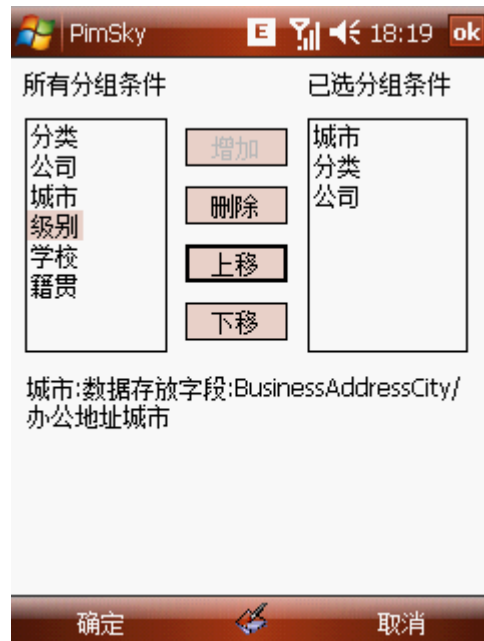 PimSky E 18:19 ok
所有分组条件 已选分组条件
分类
公司
城市
级别
学校
籍贯
增加
删除
上移
下移
城市
分类
公司
城市:数据存放字段:BusinessAddressCity/
办公地址城市
确定 取消